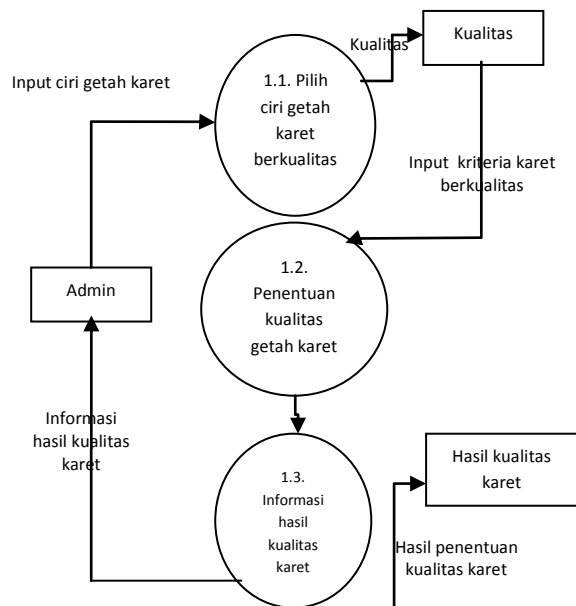 Kualitas
Kualitas
Input ciri getah karet
1.1. Pilih
ciri getah
karet
berkualitas
Input kriteria karet
berkualitas
1.2.
Penentuan
kualitas
getah karet
Admin
Informasi
hasil kualitas
karet
1.3.
Informasi
hasil
kualitas
karet
Hasil kualitas
karet
Hasil penentuan
kualitas karet